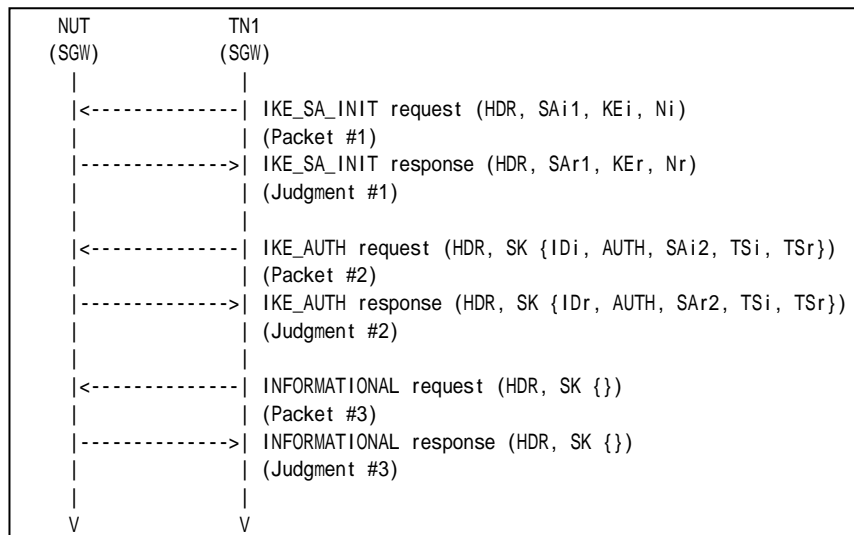 NUT TN1
(SGW) (SGW)
| |
|<--------------| IKE_SA_INIT request (HDR, SAi1, KEi, Ni)
| | (Packet #1)
|-------------->| IKE_SA_INIT response (HDR, SAr1, KEr, Nr)
| | (Judgment #1)
| |
|<--------------| IKE_AUTH request (HDR, SK {IDi, AUTH, SAi2, TSi, TSr})
| | (Packet #2)
|-------------->| IKE_AUTH response (HDR, SK {IDr, AUTH, SAr2, TSi, TSr})
| | (Judgment #2)
| |
|<--------------| INFORMATIONAL request (HDR, SK {})
| | (Packet #3)
|-------------->| INFORMATIONAL response (HDR, SK {})
| | (Judgment #3)
| |
V V